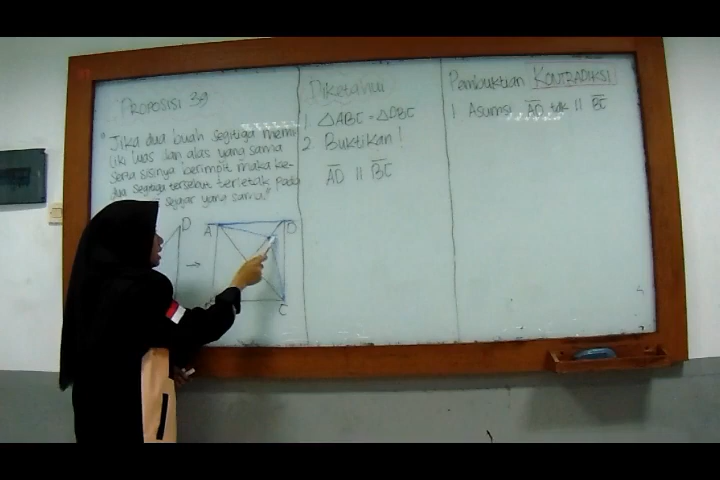 PROPOSISI 39
Jika dua buah segitiga memi
liki luas dan alas yang sama
serta sisinya berimpit maka ke-
dua segitiga tersebut terletak pada
sejajar yang sama."
D
A
D
C
Diketahui
1. △ABC = △DBC
2. Buktikan!
AD || BC
Pembuktian KONTRADIKSI
1 Asumsi AD tak || BC